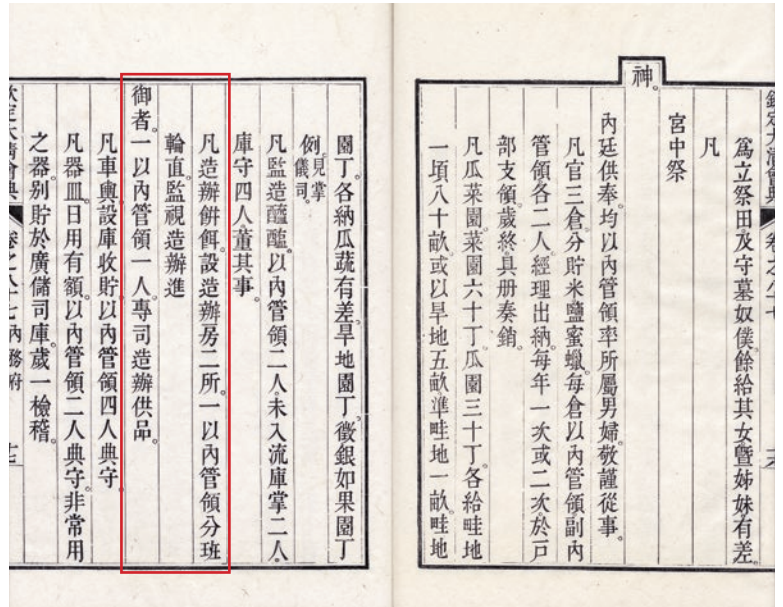 欽定大清會典 卷之八十七
爲立祭田及守墓奴僕餘給其女暨姊妹有差。
凡
宮中祭
神。
內廷供奉。均以內管領率所屬男婦。敬謹從事。
凡官三倉。分貯米鹽蜜蠟。每倉以內管領副內
管領各二人。經理出納。每年一次或二次。於戶
部支領。歲終。具册奏銷。
凡瓜菜園。菜園六十丁。瓜園三十丁。各給畦地
一頃八十畝。或以旱地五畝準畦地一畝。畦地
園丁。各納瓜蔬有差。旱地園丁。徵銀如果園丁
例。見掌儀司。
凡監造醯醢。以內管領二人。未入流庫掌二人。
庫守四人董其事。
凡造辦餅餌。設造辦房二所。一以內管領分班
輪直。監視造辦進
御者。一以內管領一人。專司造辦供品。
凡車輿設庫收貯。以內管領四人典守。
凡器皿。日用有額。以內管領二人典守。非常用
之器。别貯於廣儲司庫。歲一檢稽。
欽定大清會典 卷之八十七內務府